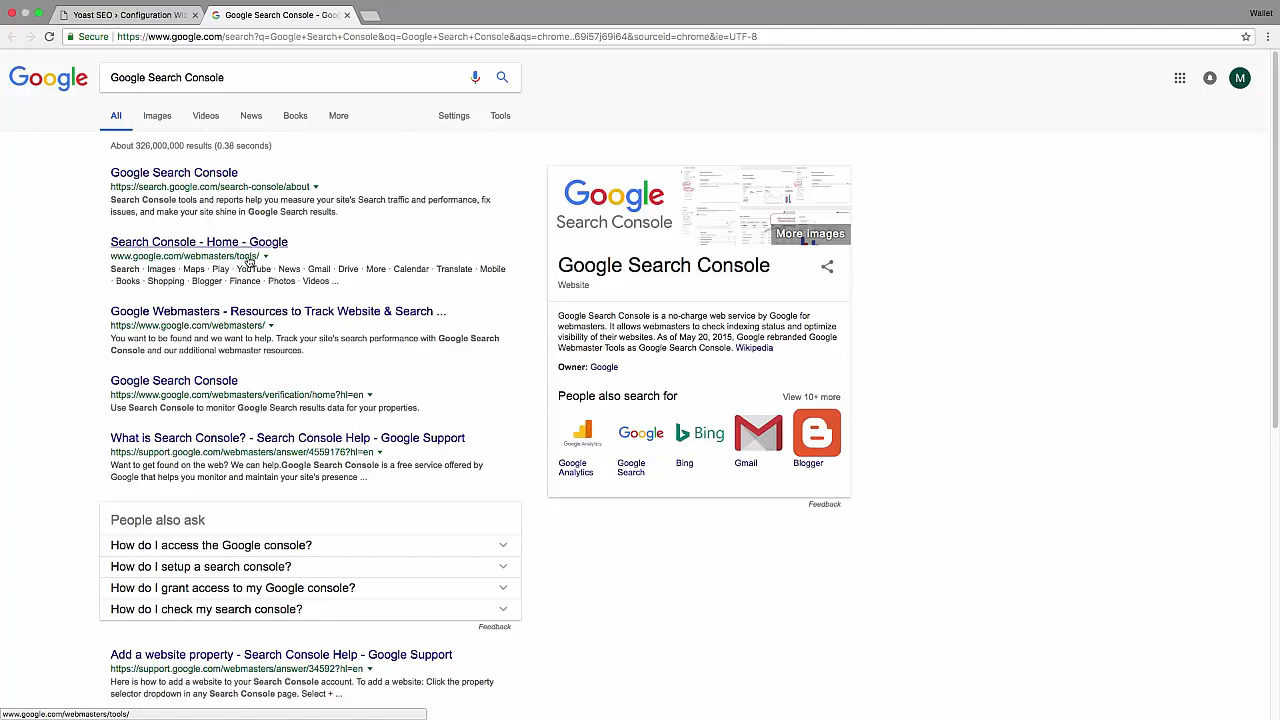 Yoast SEO › Configuration Wiz
Google Search Console - Goog
Wallet
Secure
https://www.google.com/search?q=Google+Search+Console&oq=Google+Search+Console&aqs=chrome..69i57j69i64&sourceid=chrome&ie=UTF-8
Google
Google Search Console
M
All Images Videos News Books More Settings Tools
About 326,000,000 results (0.38 seconds)
Google Search Console
https://search.google.com/search-console/about
Search Console tools and reports help you measure your site's Search traffic and performance, fix
issues, and make your site shine in Google Search results.
Search Console - Home - Google
www.google.com/webmasters/tools/
Search · Images · Maps · Play · YouTube · News · Gmail · Drive · More · Calendar · Translate · Mobile
· Books · Shopping · Blogger · Finance · Photos · Videos ...
Google Webmasters - Resources to Track Website & Search ...
https://www.google.com/webmasters/
You want to be found and we want to help. Track your site's search performance with Google Search
Console and our additional webmaster resources.
Google Search Console
https://www.google.com/webmasters/verification/home?hl=en
Use Search Console to monitor Google Search results data for your properties.
What is Search Console? - Search Console Help - Google Support
https://support.google.com/webmasters/answer/4559176?hl=en
Want to get found on the web? We can help.Google Search Console is a free service offered by
Google that helps you monitor and maintain your site's presence ...
People also ask
How do I access the Google console?
How do I setup a search console?
How do I grant access to my Google console?
How do I check my search console?
Feedback
Add a website property - Search Console Help - Google Support
https://support.google.com/webmasters/answer/34592?hl=en
Here is how to add a website to your Search Console account. To add a website: Click the property
selector dropdown in any Search Console page. Select + ...
Google
Search Console
More images
Google Search Console
Website
Google Search Console is a no-charge web service by Google for
webmasters. It allows webmasters to check indexing status and optimize
visibility of their websites. As of May 20, 2015, Google rebranded Google
Webmaster Tools as Google Search Console. Wikipedia
Owner: Google
People also search for
View 10+ more
Google Analytics
Google
Bing
Google Analytics
Google Search
Bing
Gmail
Blogger
Feedback
www.google.com/webmasters/tools/